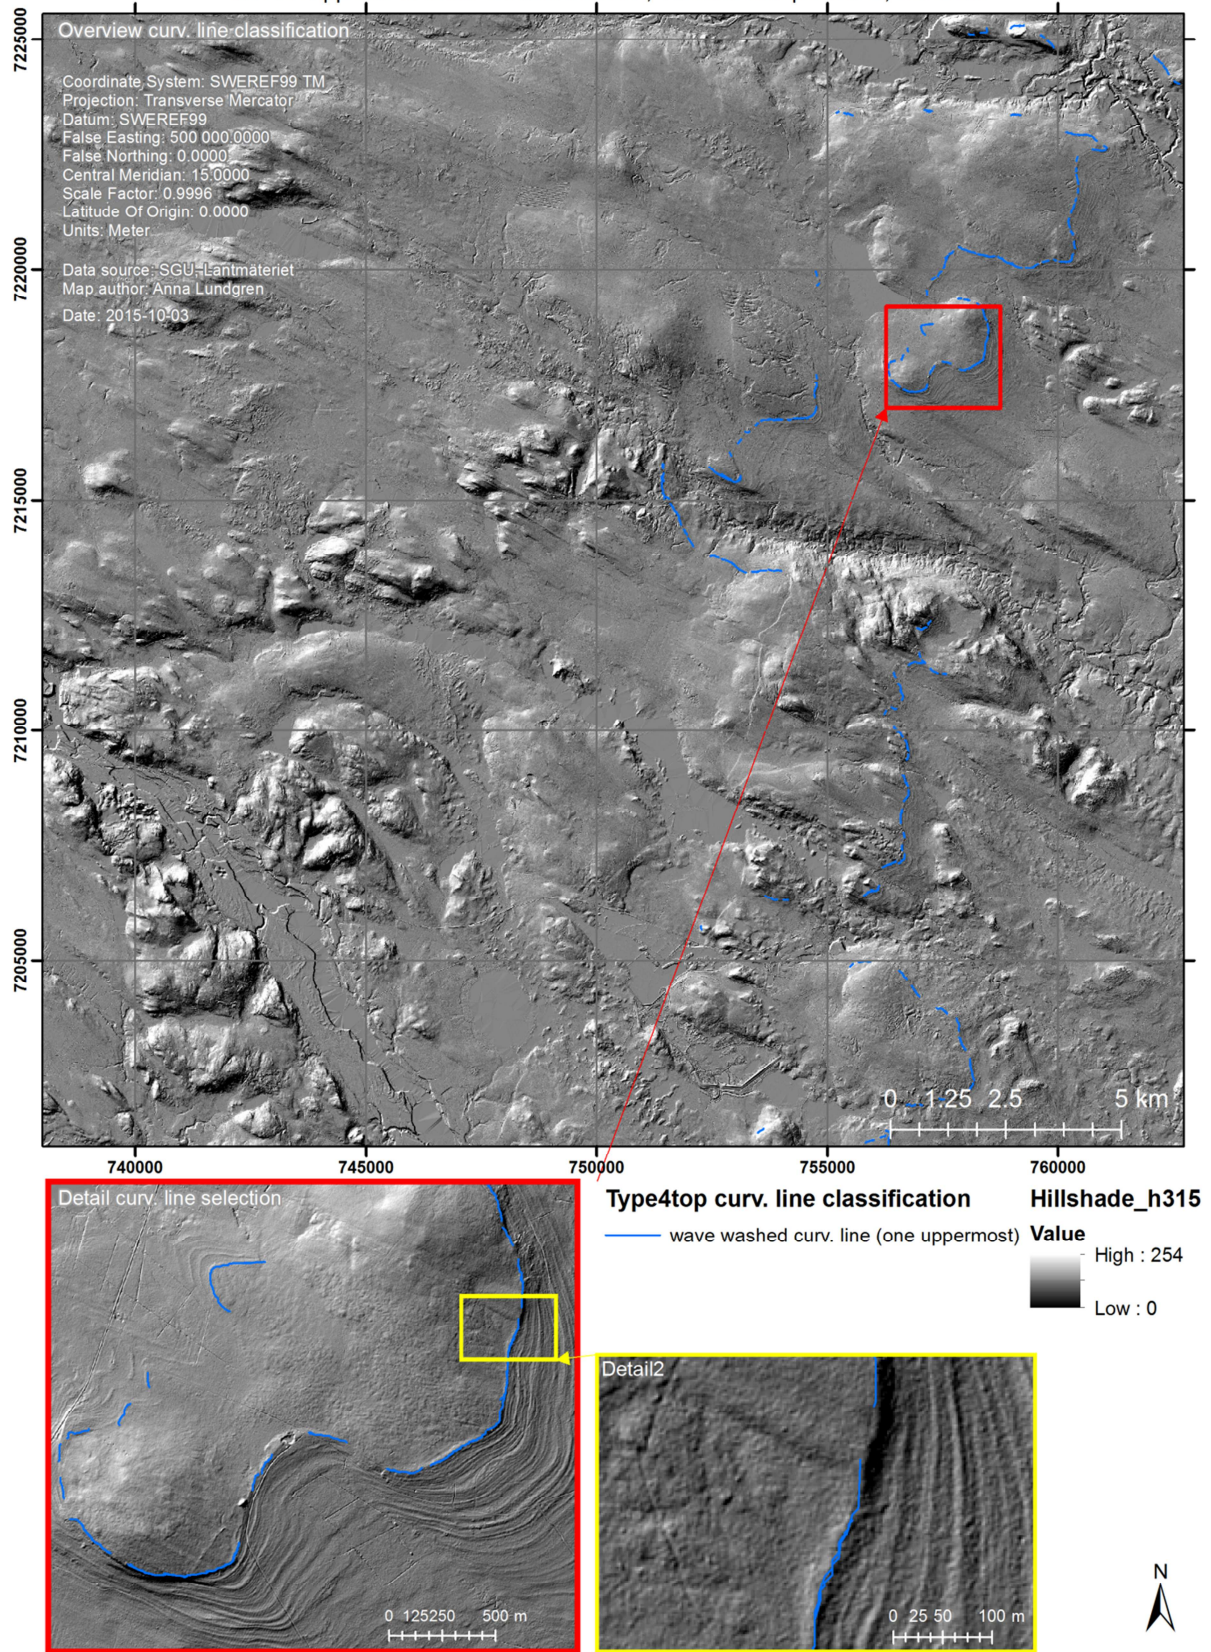 Overview curv. line classification
Coordinate System: SWEREF99 TM
Projection: Transverse Mercator
Datum: SWEREF99
False Easting: 500 000.0000
False Northing: 0.0000
Central Meridian: 15.0000
Scale Factor: 0.9996
Latitude Of Origin: 0.0000
Units: Meter
Data source: SGU, Lantmäteriet
Map author: Anna Lundgren
Date: 2015-10-03
7225000
7220000
7215000
7210000
7205000
0 1.25 2.5 5 km
740000 745000 750000 755000 760000
Detail curv. line selection
0 125250 500 m
Type4top curv. line classification
wave washed curv. line (one uppermost)
Hillshade_h315
Value
High : 254
Low : 0
Detail2
0 25 50 100 m
N